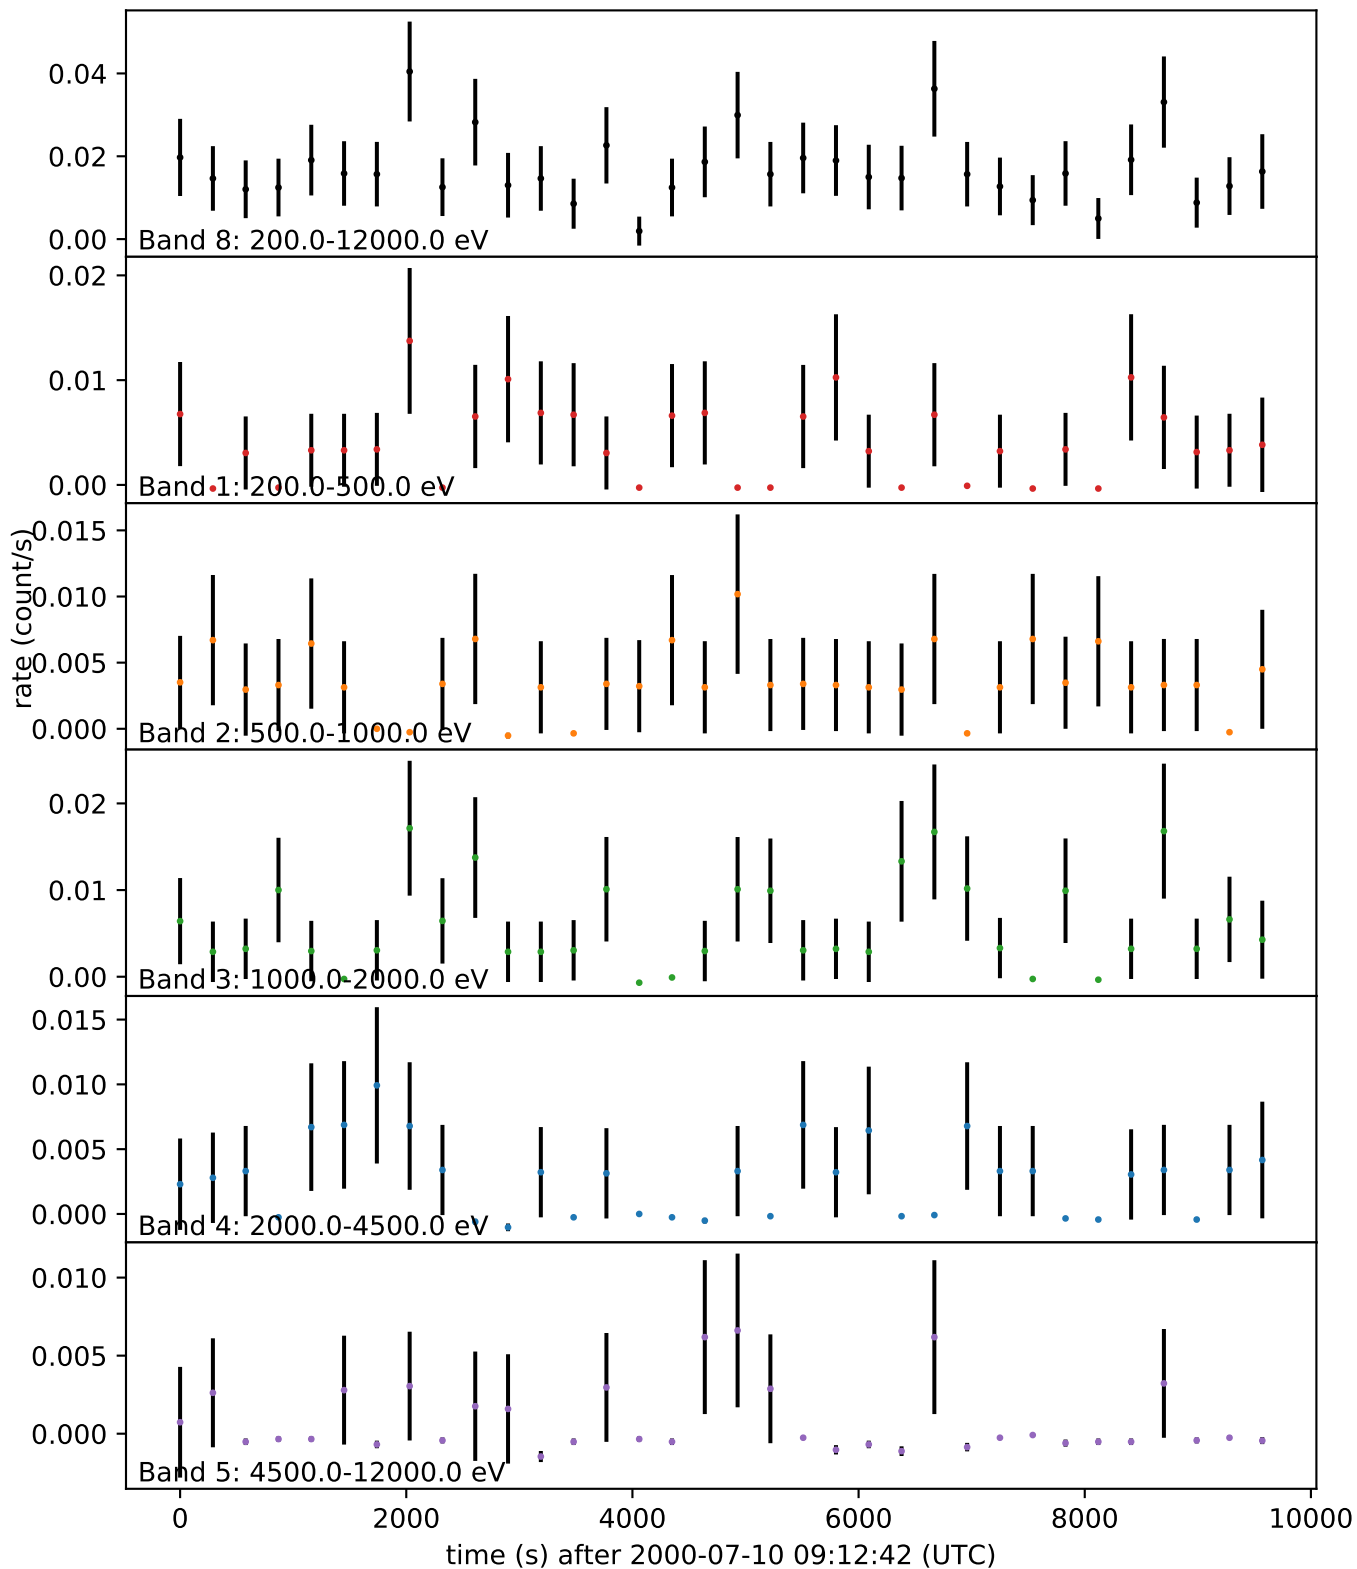 0.04
0.02
0.00
Band 8: 200.0-12000.0 eV
0.02
0.01
0.00
Band 1: 200.0-500.0 eV
rate (count/s)
0.015
0.010
0.005
0.000
Band 2: 500.0-1000.0 eV
0.02
0.01
0.00
Band 3: 1000.0-2000.0 eV
0.015
0.010
0.005
0.000
Band 4: 2000.0-4500.0 eV
0.010
0.005
0.000
Band 5: 4500.0-12000.0 eV
0 2000 4000 6000 8000 10000
time (s) after 2000-07-10 09:12:42 (UTC)